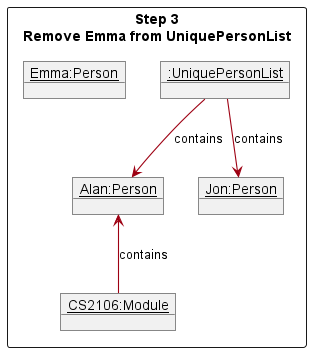 Step 3
Remove Emma from UniquePersonList
Emma:Person
:UniquePersonList
contains
contains
Alan:Person
Jon:Person
contains
CS2106:Module